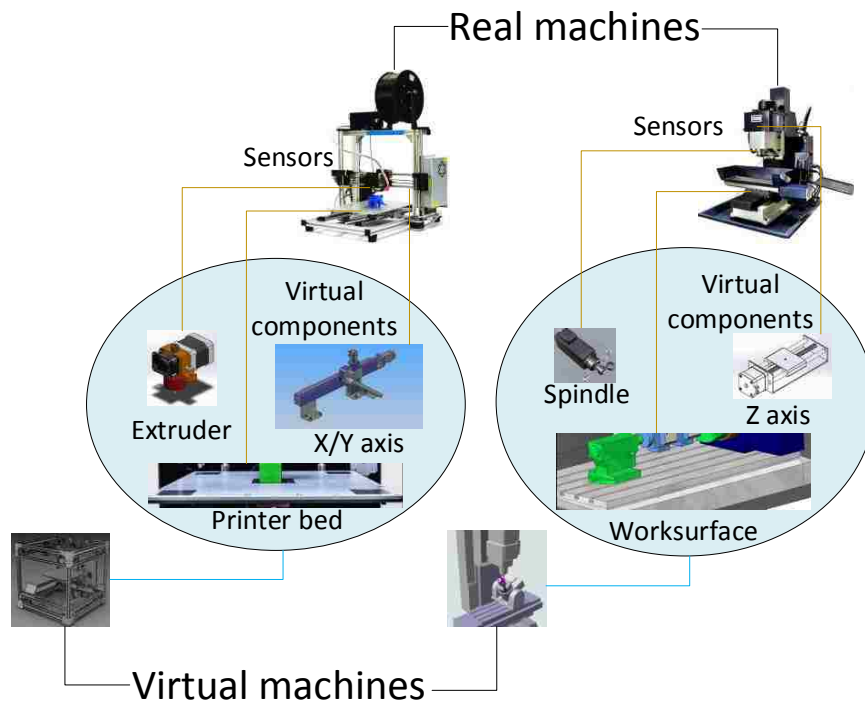 Real machines
Sensors
Sensors
Virtual
components
Extruder
X/Y axis
Printer bed
Virtual
components
Spindle
Z axis
Worksurface
Virtual machines